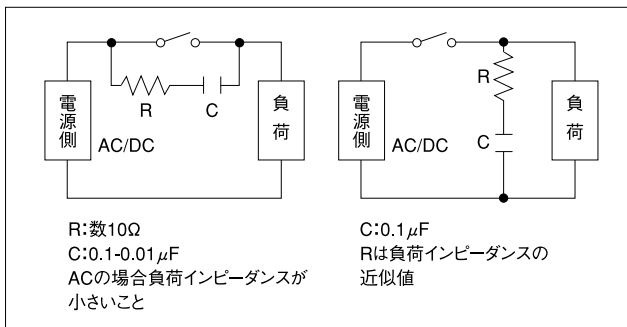 電源側
AC/DC
R
C
負荷
R:数10Ω
C:0.1-0.01μF
ACの場合負荷インピーダンスが
小さいこと
電源側
AC/DC
R
C
負荷
C:0.1μF
Rは負荷インピーダンスの
近似値